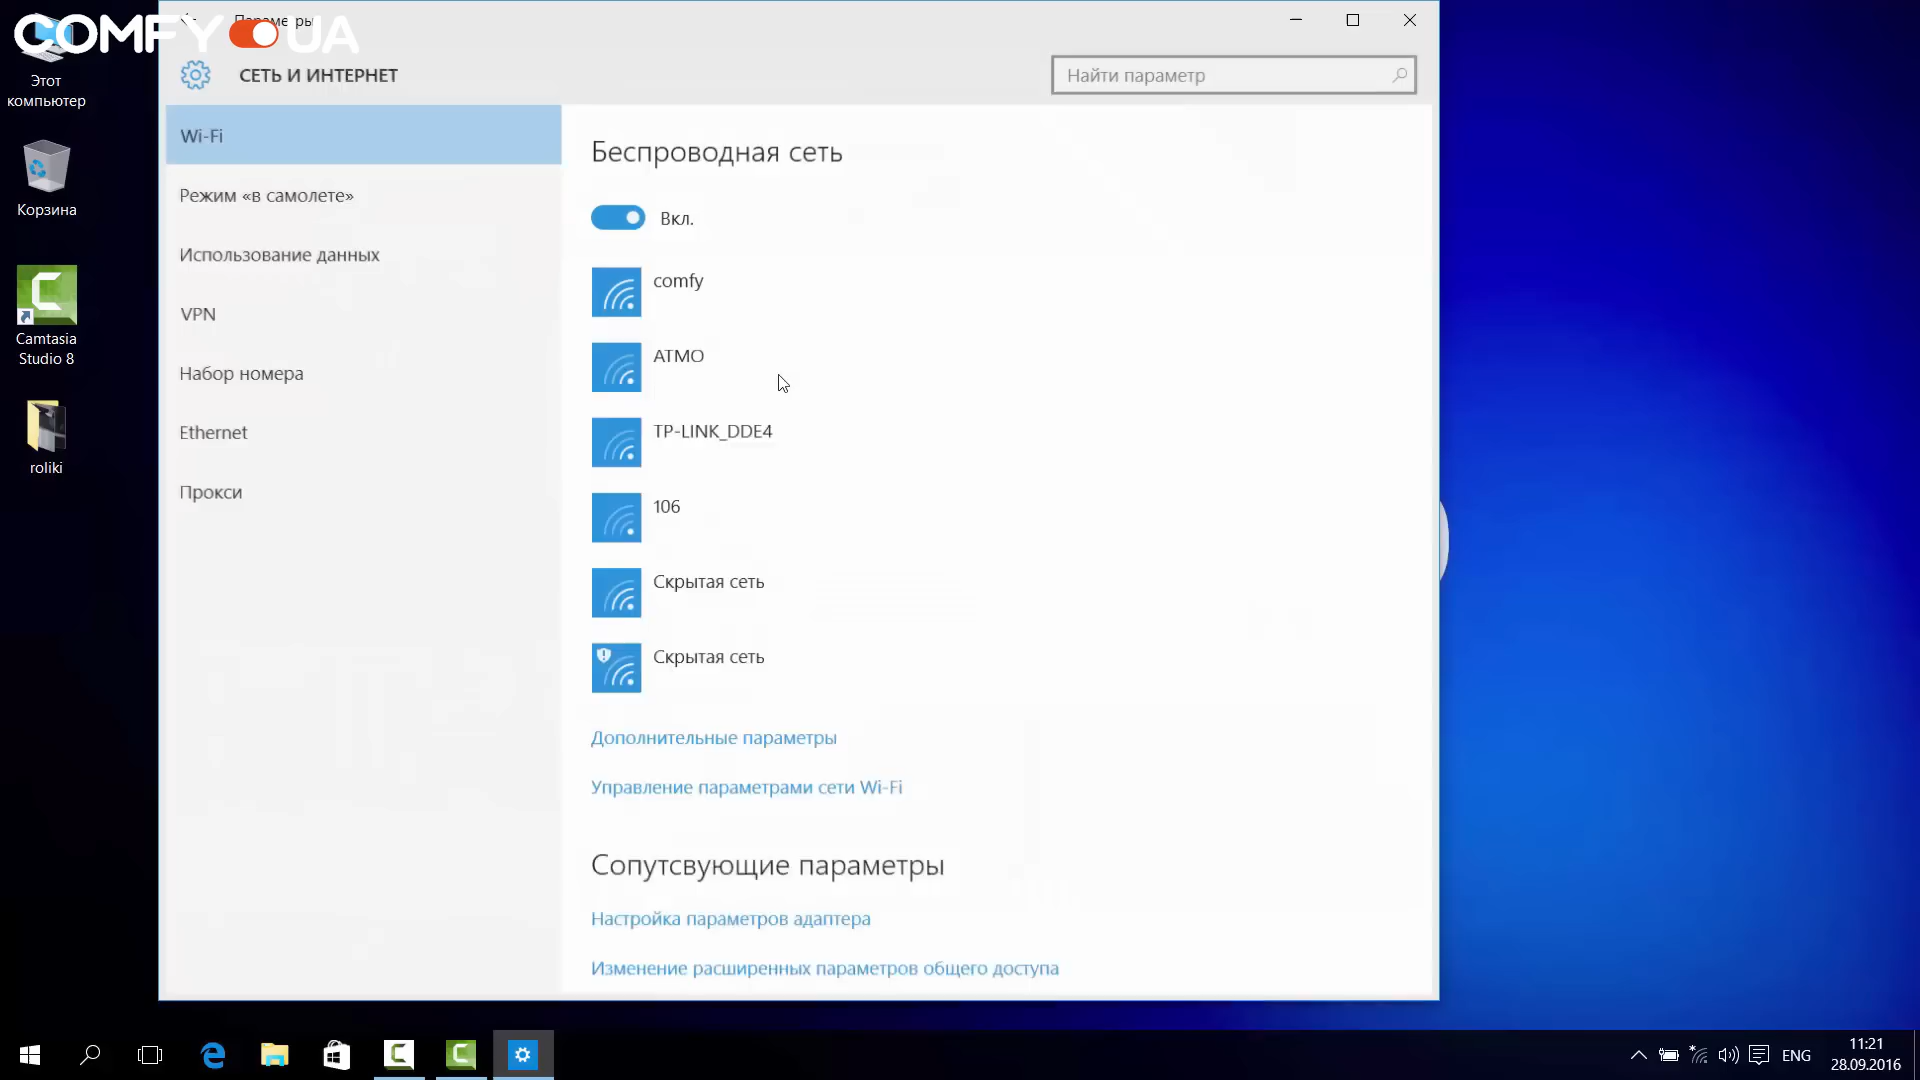 COMFY UA
Параметры
СЕТЬ И ИНТЕРНЕТ
Найти параметр
Этот
компьютер
Корзина
Camtasia
Studio 8
roliki
Wi-Fi
Режим «в самолете»
Использование данных
VPN
Набор номера
Ethernet
Прокси
Беспроводная сеть
Вкл.
comfy
ATMO
TP-LINK_DDE4
106
Скрытая сеть
Скрытая сеть
Дополнительные параметры
Управление параметрами сети Wi-Fi
Сопутсвующие параметры
Настройка параметров адаптера
Изменение расширенных параметров общего доступа
ENG
11:21
28.09.2016